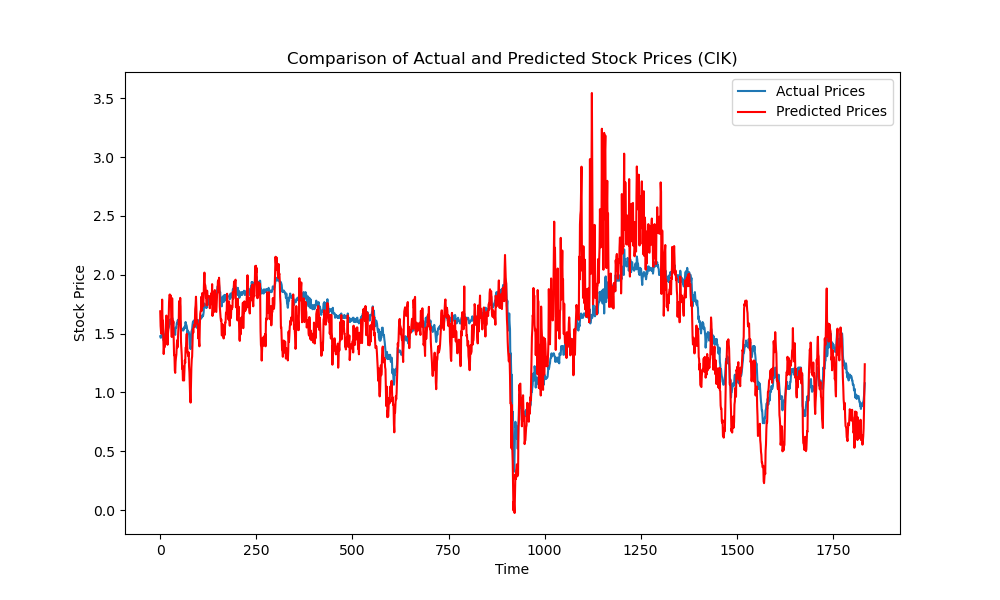 Comparison of Actual and Predicted Stock Prices (CIK)
Actual Prices
Predicted Prices
3.5
3.0
2.5
2.0
1.5
1.0
0.5
0.0
Stock Price
0 250 500 750 1000 1250 1500 1750
Time